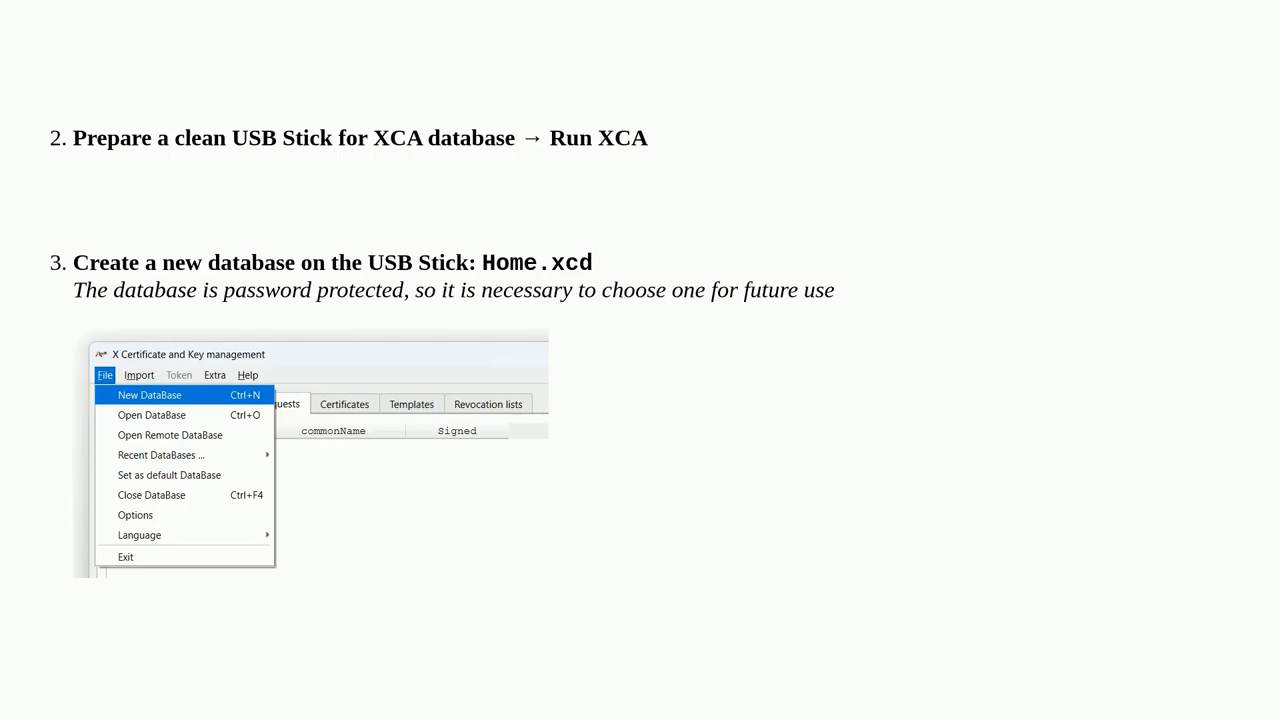 2. Prepare a clean USB Stick for XCA database → Run XCA
3. Create a new database on the USB Stick: Home.xcd
The database is password protected, so it is necessary to choose one for future use
X Certificate and Key management
File Import Token Extra Help
New DataBase Ctrl+N
uests Certificates Templates Revocation lists
Open DataBase Ctrl+O
commonName Signed
Open Remote DataBase
Recent DataBases ...
Set as default DataBase
Close DataBase Ctrl+F4
Options
Language
Exit